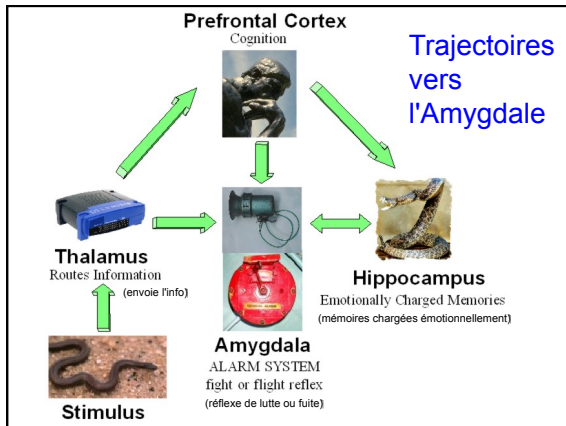 Prefrontal Cortex
Cognition
Trajectoires
vers
l'Amygdale
Thalamus
Routes Information
(envoie l'info)
Hippocampus
Emotionally Charged Memories
(mémoires chargées émotionnellement)
Amygdala
ALARM SYSTEM
fight or flight reflex
(réflexe de lutte ou fuite)
Stimulus